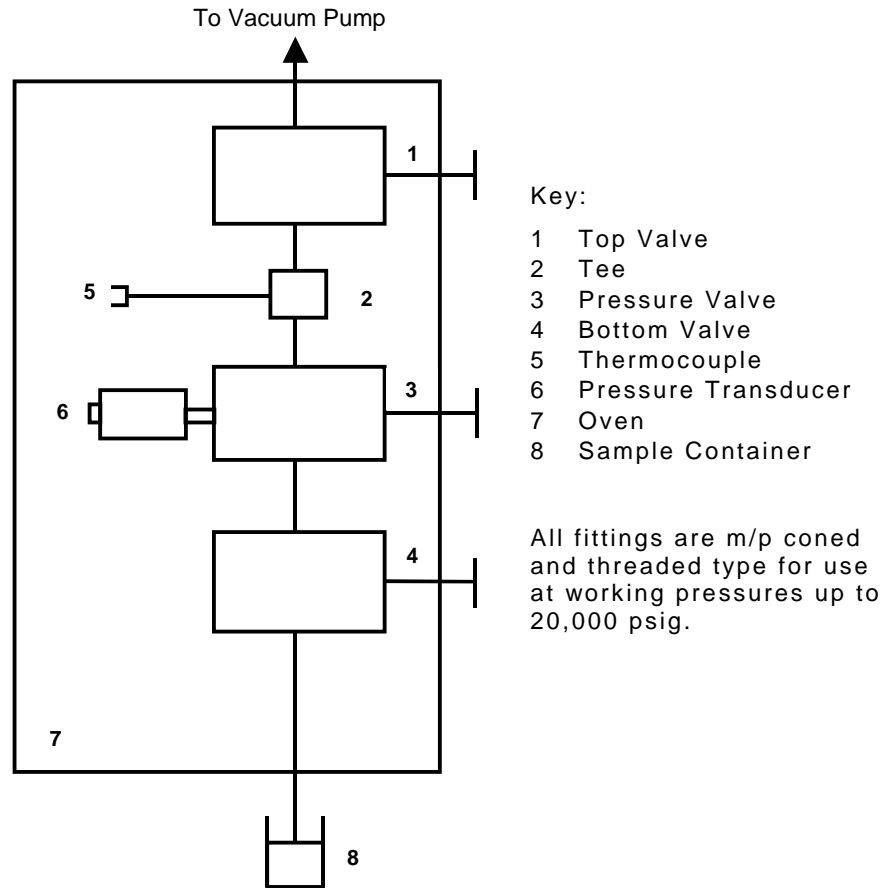 To Vacuum Pump
1
5
2
3
6
4
7
8
Key:
1 Top Valve
2 Tee
3 Pressure Valve
4 Bottom Valve
5 Thermocouple
6 Pressure Transducer
7 Oven
8 Sample Container
All fittings are m/p coned
and threaded type for use
at working pressures up to
20,000 psig.